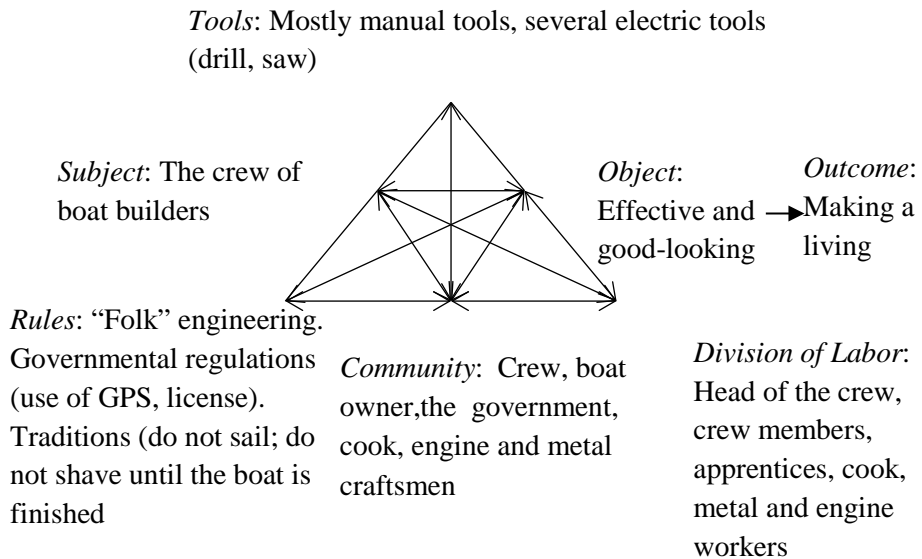 Tools: Mostly manual tools, several electric tools
(drill, saw)
Subject: The crew of
boat builders
Object:
Effective and
good-looking
Outcome:
Making a
living
Rules: “Folk” engineering.
Governmental regulations
(use of GPS, license).
Traditions (do not sail; do
not shave until the boat is
finished
Community:  Crew, boat
owner,the  government,
cook, engine and metal
craftsmen
Division of Labor:
Head of the crew,
crew members,
apprentices, cook,
metal and engine
workers